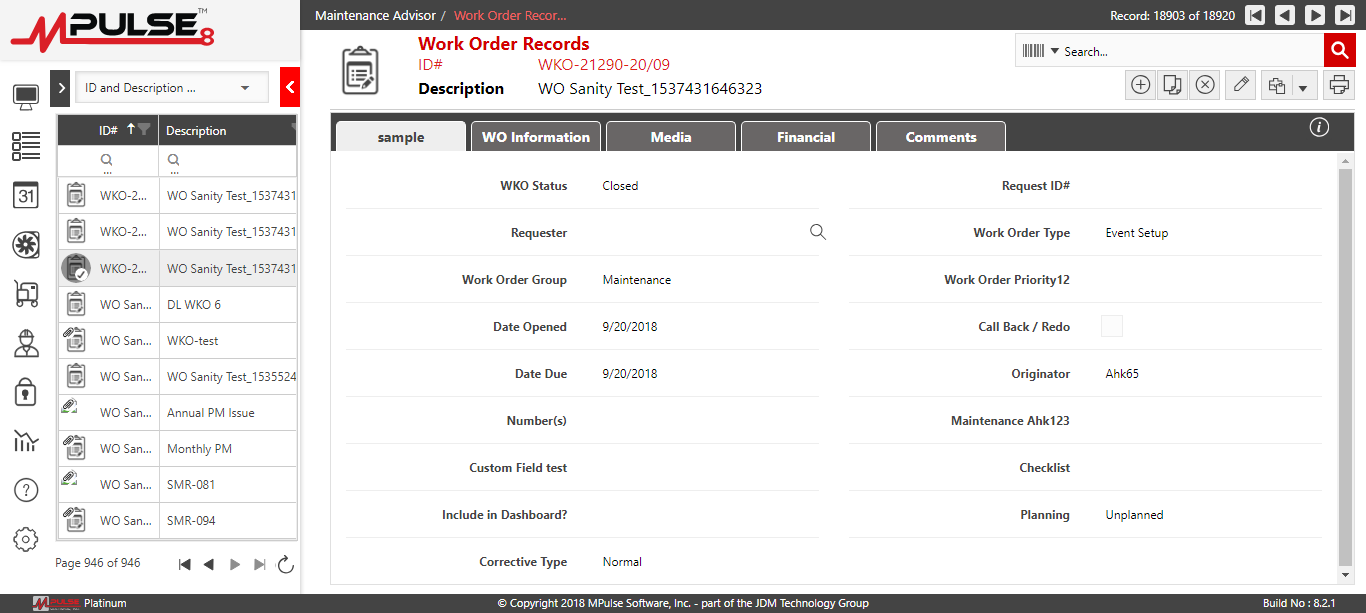 MPULSE 8 ™
Maintenance Advisor / Work Order Recor...
Record: 18903 of 18920
Work Order Records
ID# WKO-21290-20/09
Description WO Sanity Test_1537431646323
Search...
ID and Description ...
ID# Description
...
...
WKO-2... WO Sanity Test_1537431
WKO-2... WO Sanity Test_1537431
WKO-2... WO Sanity Test_1537431
WO San... DL WKO 6
WO San... WKO-test
WO San... WO Sanity Test_1535524
WO San... Annual PM Issue
WO San... Monthly PM
WO San... SMR-081
WO San... SMR-094
Page 946 of 946
31
?
sample WO Information Media Financial Comments
i
WKO Status Closed
Request ID#
Requester
Work Order Type Event Setup
Work Order Group Maintenance
Work Order Priority12
Date Opened 9/20/2018
Call Back / Redo
Date Due 9/20/2018
Originator Ahk65
Number(s)
Maintenance Ahk123
Custom Field test
Checklist
Include in Dashboard?
Planning Unplanned
Corrective Type Normal
MPULSE Platinum
© Copyright 2018 MPulse Software, Inc. - part of the JDM Technology Group
Build No : 8.2.1